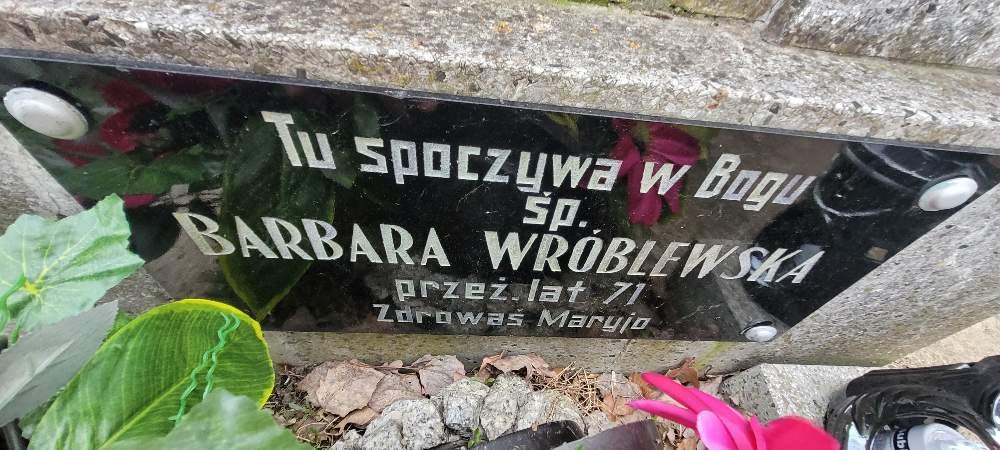 Tu spoczywa w Bogu
śp.
BARBARA WRÓBLEWSKA
przeż. lat 71
Zdrowaś Maryjo